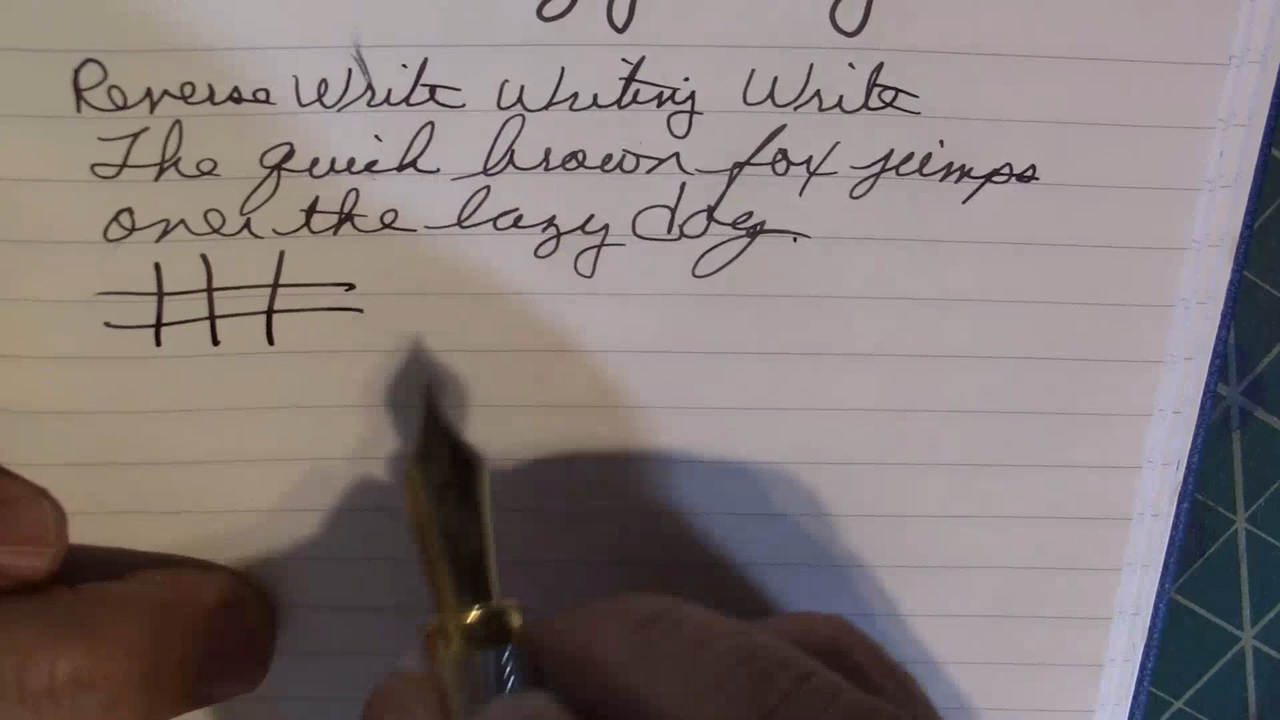 Reverse Write Writing Write
The quick brown fox jumps
over the lazy dog.